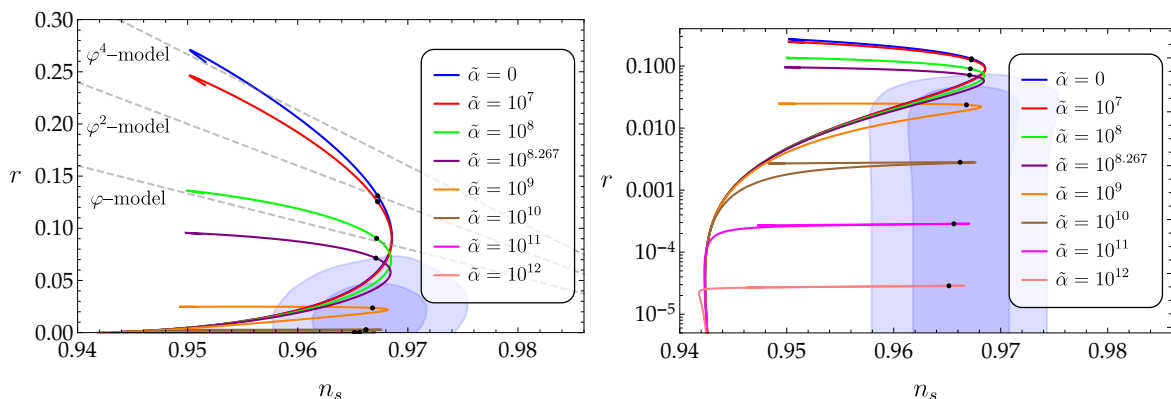 0.30
0.25
0.20
0.15
0.10
0.05
0.00
r
φ⁴–model
φ²–model
φ–model
α̃ = 0
α̃ = 10⁷
α̃ = 10⁸
α̃ = 10^8.267
α̃ = 10⁹
α̃ = 10¹⁰
α̃ = 10¹¹
α̃ = 10¹²
0.94 0.95 0.96 0.97 0.98
nₛ
0.100
0.010
0.001
10⁻⁴
10⁻⁵
r
α̃ = 0
α̃ = 10⁷
α̃ = 10⁸
α̃ = 10^8.267
α̃ = 10⁹
α̃ = 10¹⁰
α̃ = 10¹¹
α̃ = 10¹²
0.94 0.95 0.96 0.97 0.98
nₛ